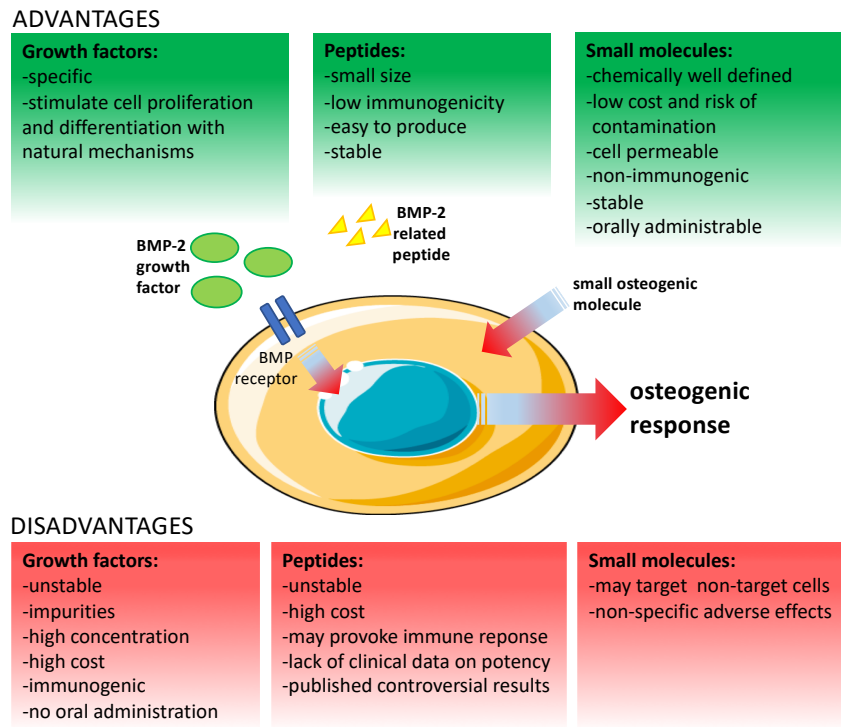 ADVANTAGES
Growth factors:
-specific
-stimulate cell proliferation
and differentiation with
natural mechanisms
Peptides:
-small size
-low immunogenicity
-easy to produce
-stable
Small molecules:
-chemically well defined
-low cost and risk of
contamination
-cell permeable
-non-immunogenic
-stable
-orally administrable
BMP-2
growth
factor
BMP-2
related
peptide
small osteogenic
molecule
BMP
receptor
osteogenic
response
DISADVANTAGES
Growth factors:
-unstable
-impurities
-high concentration
-high cost
-immunogenic
-no oral administration
Peptides:
-unstable
-high cost
-may provoke immune reponse
-lack of clinical data on potency
-published controversial results
Small molecules:
-may target non-target cells
-non-specific adverse effects